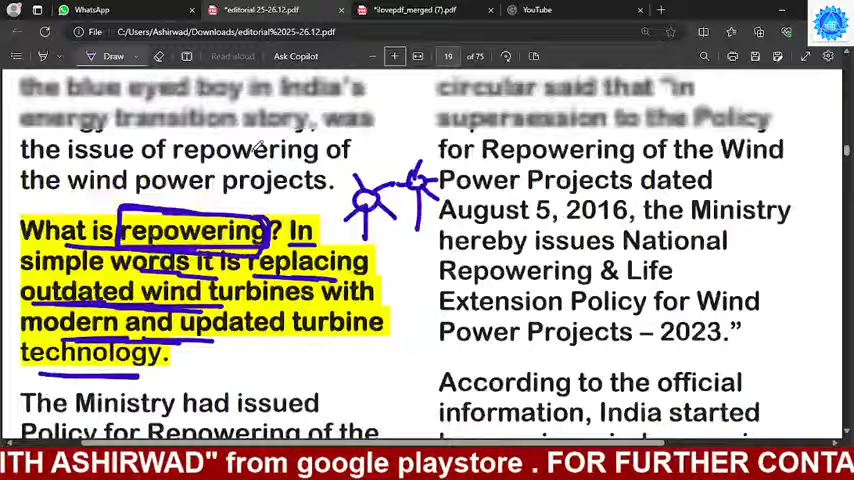 WhatsApp
*editorial 25-26.12.pdf
*ilovepdf_merged (7).pdf
YouTube
File
C:/Users/Ashirwad/Downloads/editorial%2025-26.12.pdf
Draw
Read aloud
Ask Copilot
19 of 75
the blue eyed boy in India's
energy transition story, was
the issue of repowering of
the wind power projects.
What is repowering? In
simple words it is replacing
outdated wind turbines with
modern and updated turbine
technology.
The Ministry had issued
Policy for Repowering of the
circular said that "in
supersession to the Policy
for Repowering of the Wind
Power Projects dated
August 5, 2016, the Ministry
hereby issues National
Repowering & Life
Extension Policy for Wind
Power Projects – 2023.”
According to the official
information, India started
ITH ASHIRWAD" from google playstore . FOR FURTHER CONTA